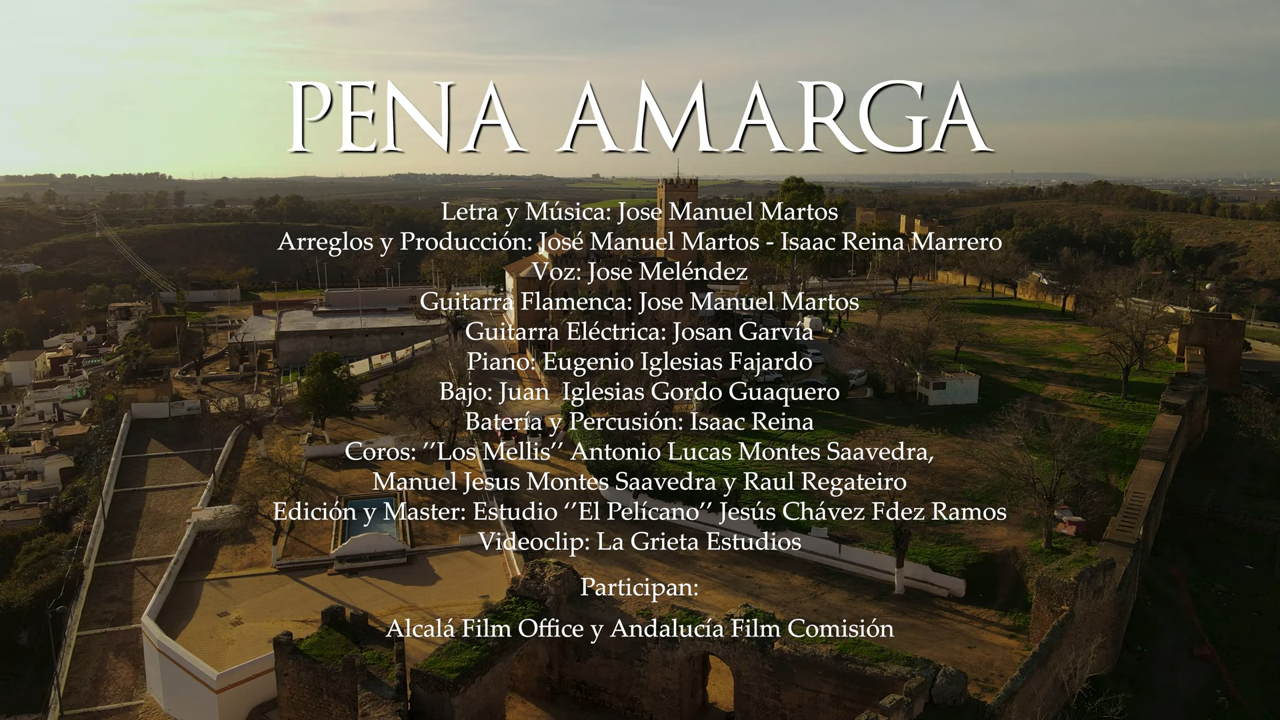 PENA AMARGA
Letra y Música: Jose Manuel Martos
Arreglos y Producción: José Manuel Martos - Isaac Reina Marrero
Voz: Jose Meléndez
Guitarra Flamenca: Jose Manuel Martos
Guitarra Eléctrica: Josan Garvía
Piano: Eugenio Iglesias Fajardo
Bajo: Juan  Iglesias Gordo Guaquero
Batería y Percusión: Isaac Reina
Coros: ′′Los Mellis′′ Antonio Lucas Montes Saavedra,
Manuel Jesus Montes Saavedra y Raul Regateiro
Edición y Master: Estudio ‘′El Pelícano′′ Jesús Chávez Fdez Ramos
Videoclip: La Grieta Estudios
Participan:
Alcalá Film Office y Andalucía Film Comisión